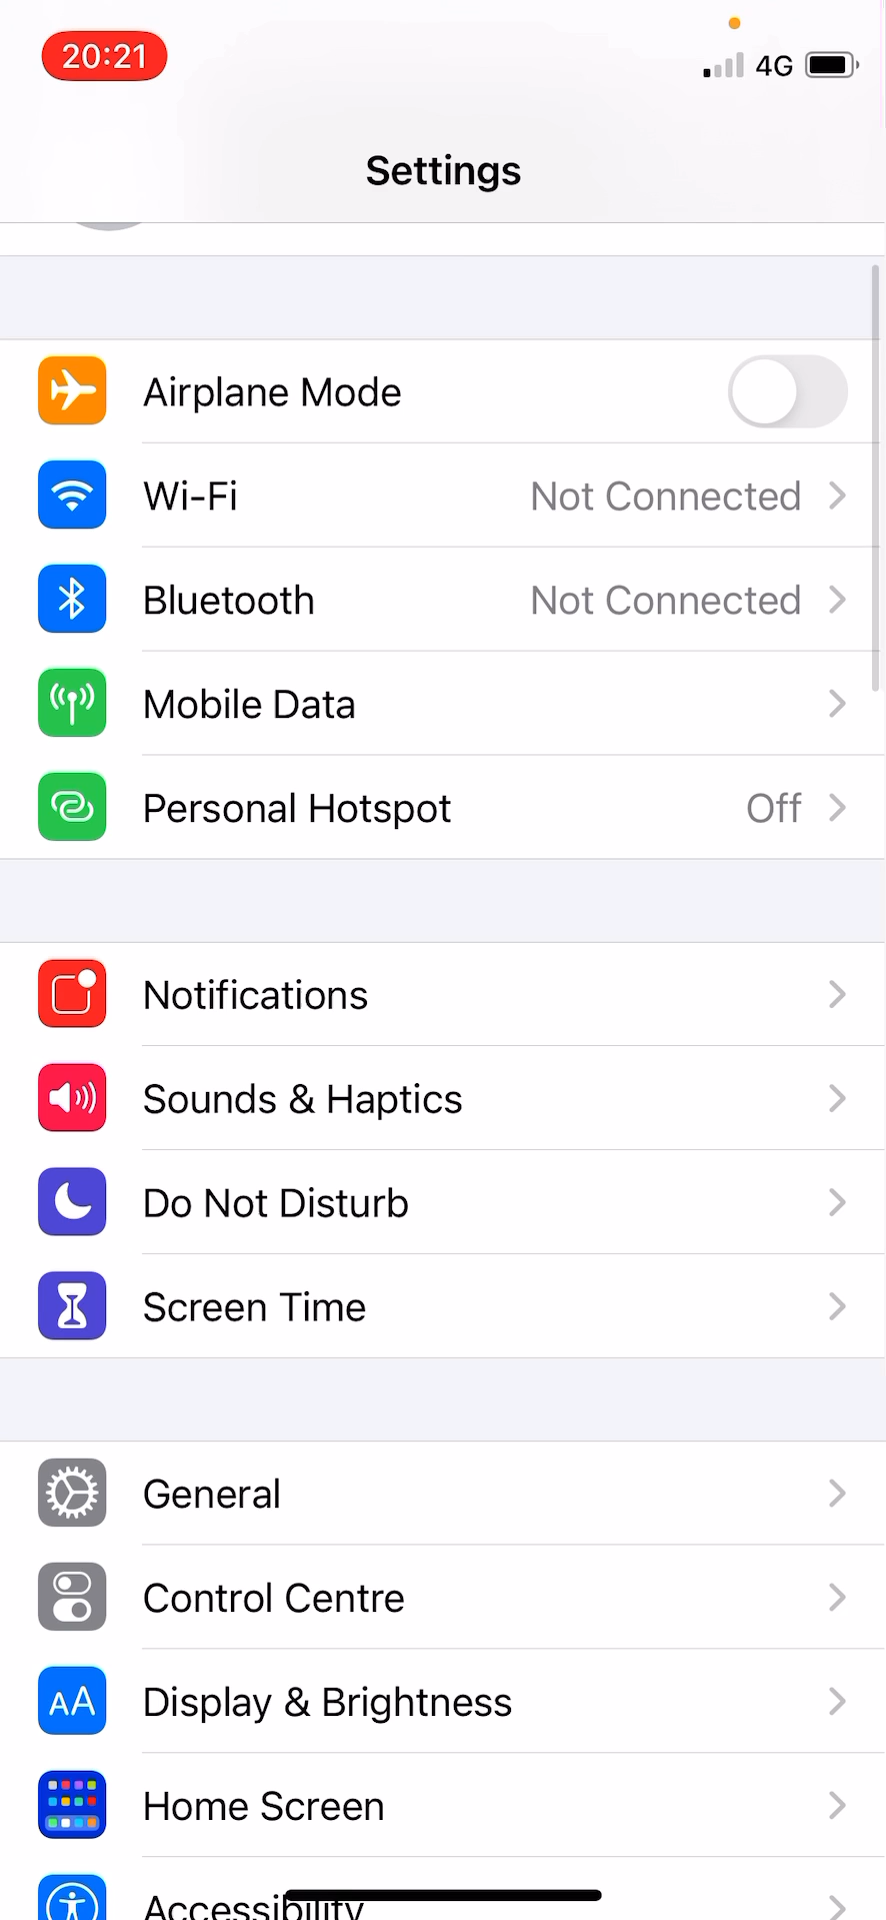 20:21
4G
Settings
Airplane Mode
Wi-Fi Not Connected
Bluetooth Not Connected
Mobile Data
Personal Hotspot Off
Notifications
Sounds & Haptics
Do Not Disturb
Screen Time
General
Control Centre
AA Display & Brightness
Home Screen
Accessibility